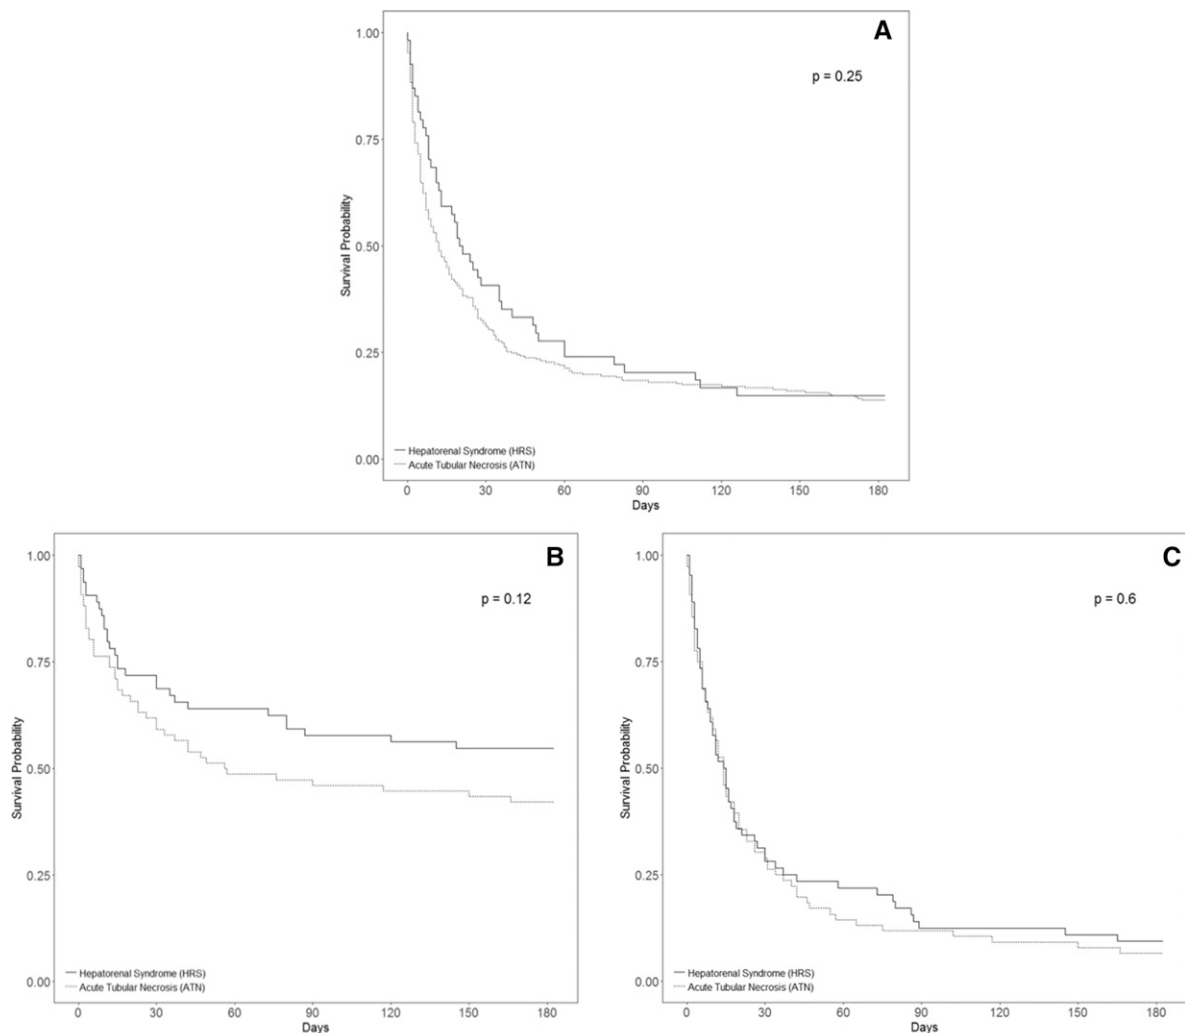 A
p = 0.25
1.00
0.75
0.50
0.25
0.00
Survival Probability
Hepatorenal Syndrome (HRS)
Acute Tubular Necrosis (ATN)
0 30 60 90 120 150 180
Days
B
p = 0.12
1.00
0.75
0.50
0.25
0.00
Survival Probability
Hepatorenal Syndrome (HRS)
Acute Tubular Necrosis (ATN)
0 30 60 90 120 150 180
Days
C
p = 0.6
1.00
0.75
0.50
0.25
0.00
Survival Probability
Hepatorenal Syndrome (HRS)
Acute Tubular Necrosis (ATN)
0 30 60 90 120 150 180
Days